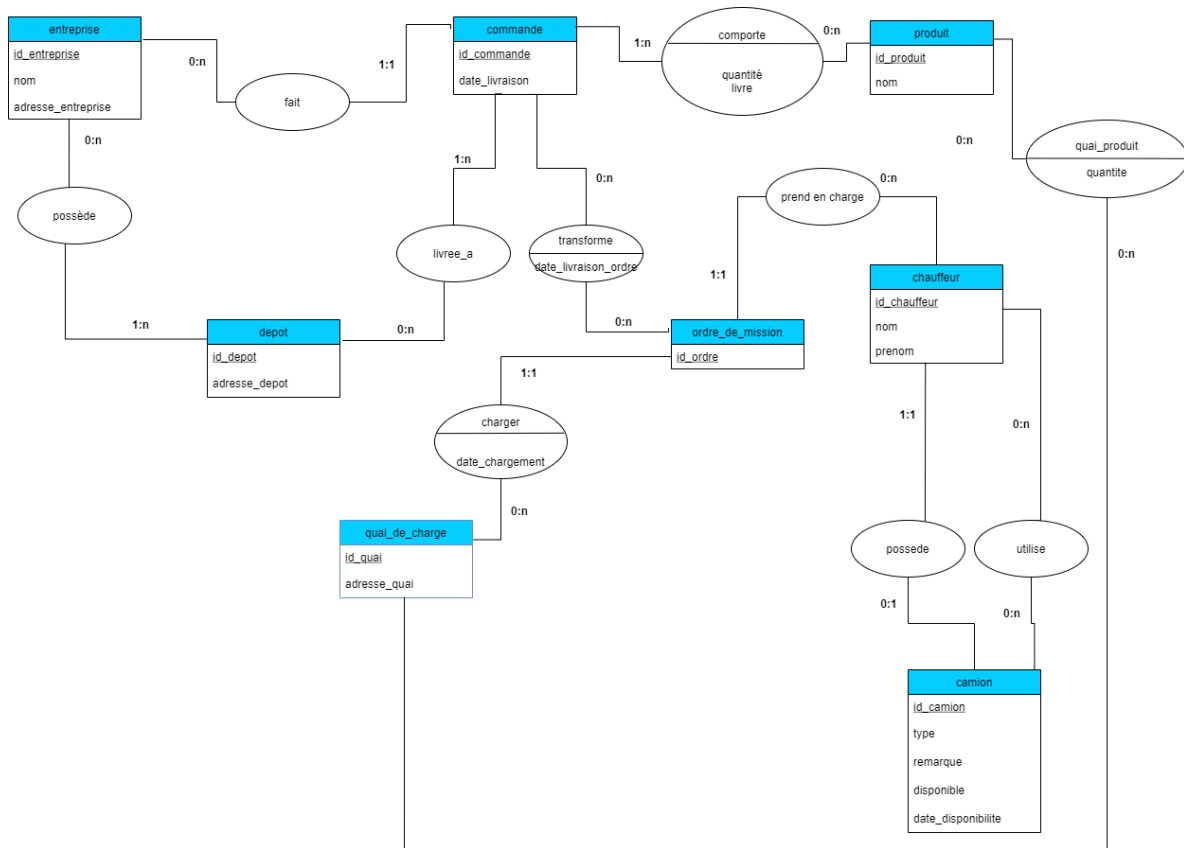 entreprise
id_entreprise
nom
adresse_entreprise
0:n
fait
1:1
commande
id_commande
date_livraison
1:n
comporte
quantité
livre
0:n
produit
id_produit
nom
0:n
quai_produit
quantite
0:n
0:n
possède
1:n
depot
id_depot
adresse_depot
1:n
livree_a
0:n
0:n
transforme
date_livraison_ordre
0:n
ordre_de_mission
id_ordre
1:1
prend en charge
0:n
chauffeur
id_chauffeur
nom
prenom
1:1
charger
date_chargement
0:n
quai_de_charge
id_quai
adresse_quai
1:1
possede
0:1
0:n
utilise
0:n
camion
id_camion
type
remarque
disponible
date_disponibilite